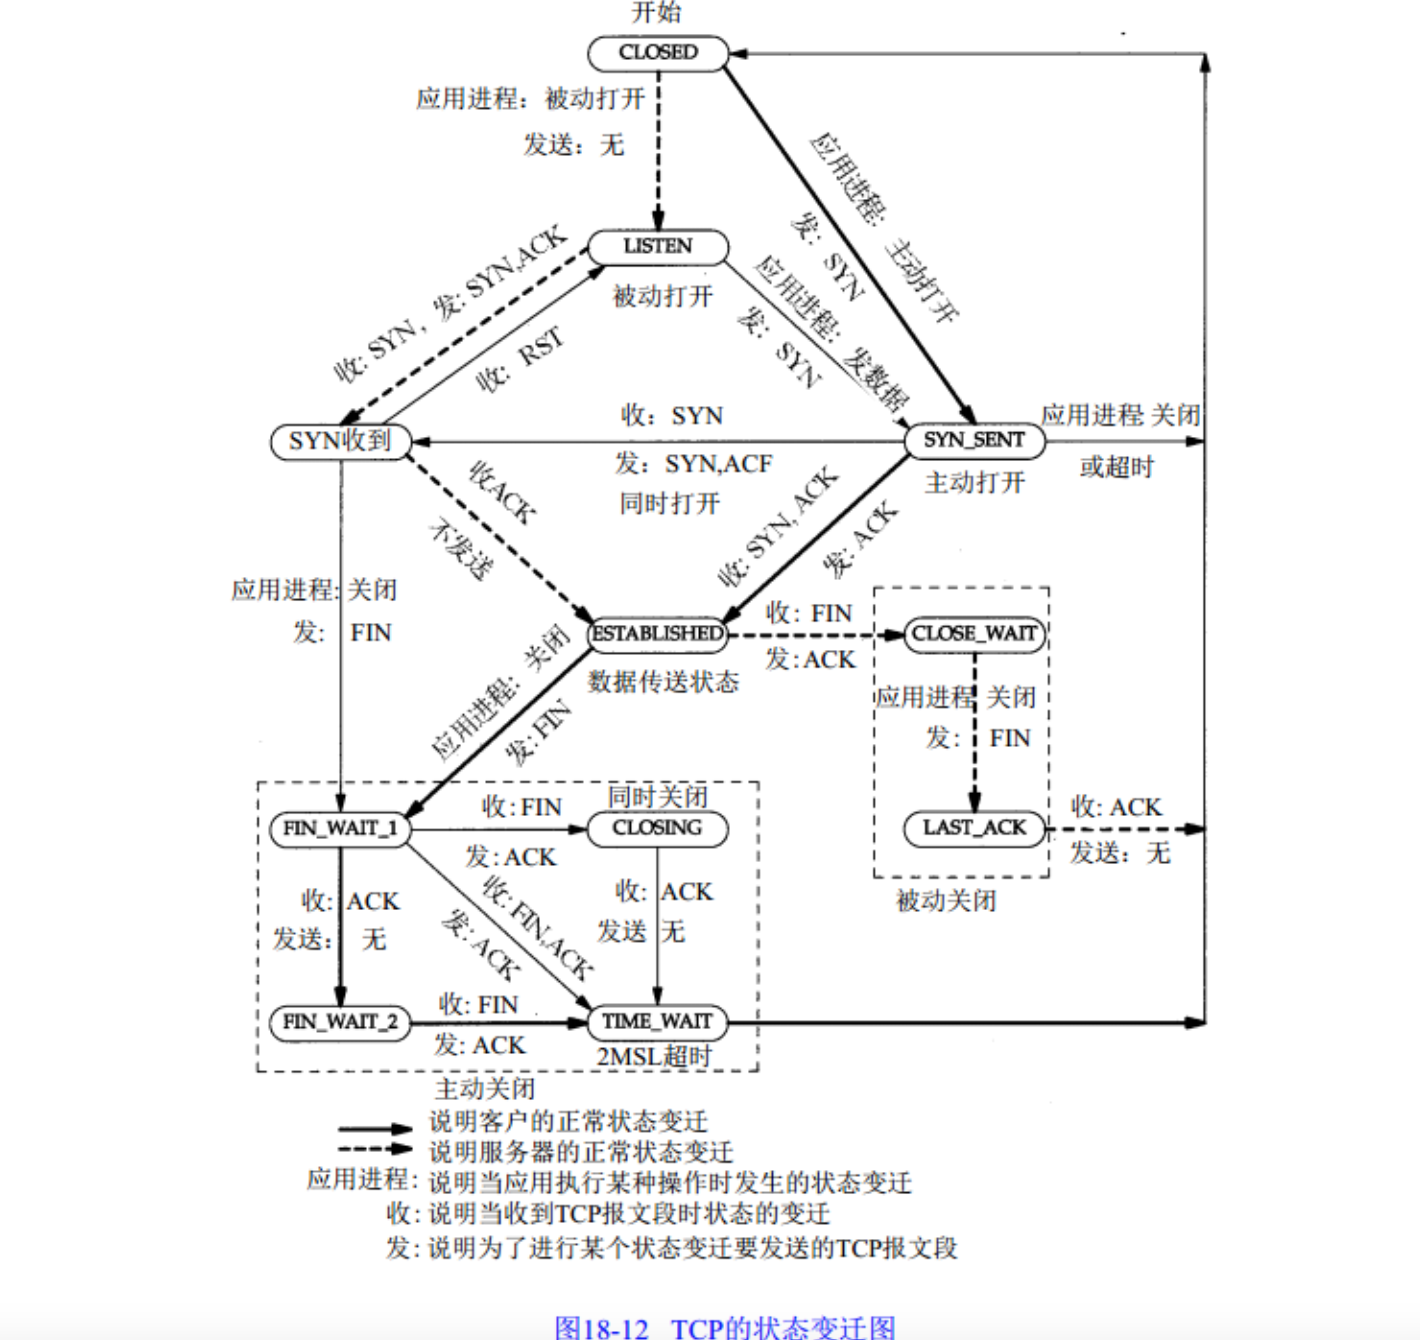 开始
CLOSED
应用进程：被动打开
发送：无
应用进程：主动打开
发：SYN
LISTEN
被动打开
收：SYN，发：SYN,ACK
收：RST
应用进程：发数据
发：SYN
SYN收到
收：SYN
发：SYN,ACF
同时打开
SYN_SENT
主动打开
应用进程 关闭
或超时
收ACK
不发送
收：SYN, ACK
发：ACK
应用进程：关闭
发： FIN
ESTABLISHED
数据传送状态
收：FIN
发：ACK
CLOSE_WAIT
应用进程 关闭
发： FIN
LAST_ACK
收：ACK
发送：无
被动关闭
应用进程：关闭
发：FIN
FIN_WAIT_1
收：FIN
发：ACK
同时关闭
CLOSING
收：ACK
发送： 无
收：FIN,ACK
发：ACK
收： ACK
发送 无
FIN_WAIT_2
收：FIN
发：ACK
TIME_WAIT
2MSL超时
主动关闭
说明客户的正常状态变迁
说明服务器的正常状态变迁
应用进程：说明当应用执行某种操作时发生的状态变迁
收：说明当收到TCP报文段时状态的变迁
发：说明为了进行某个状态变迁要发送的TCP报文段
图18-12 TCP的状态变迁图